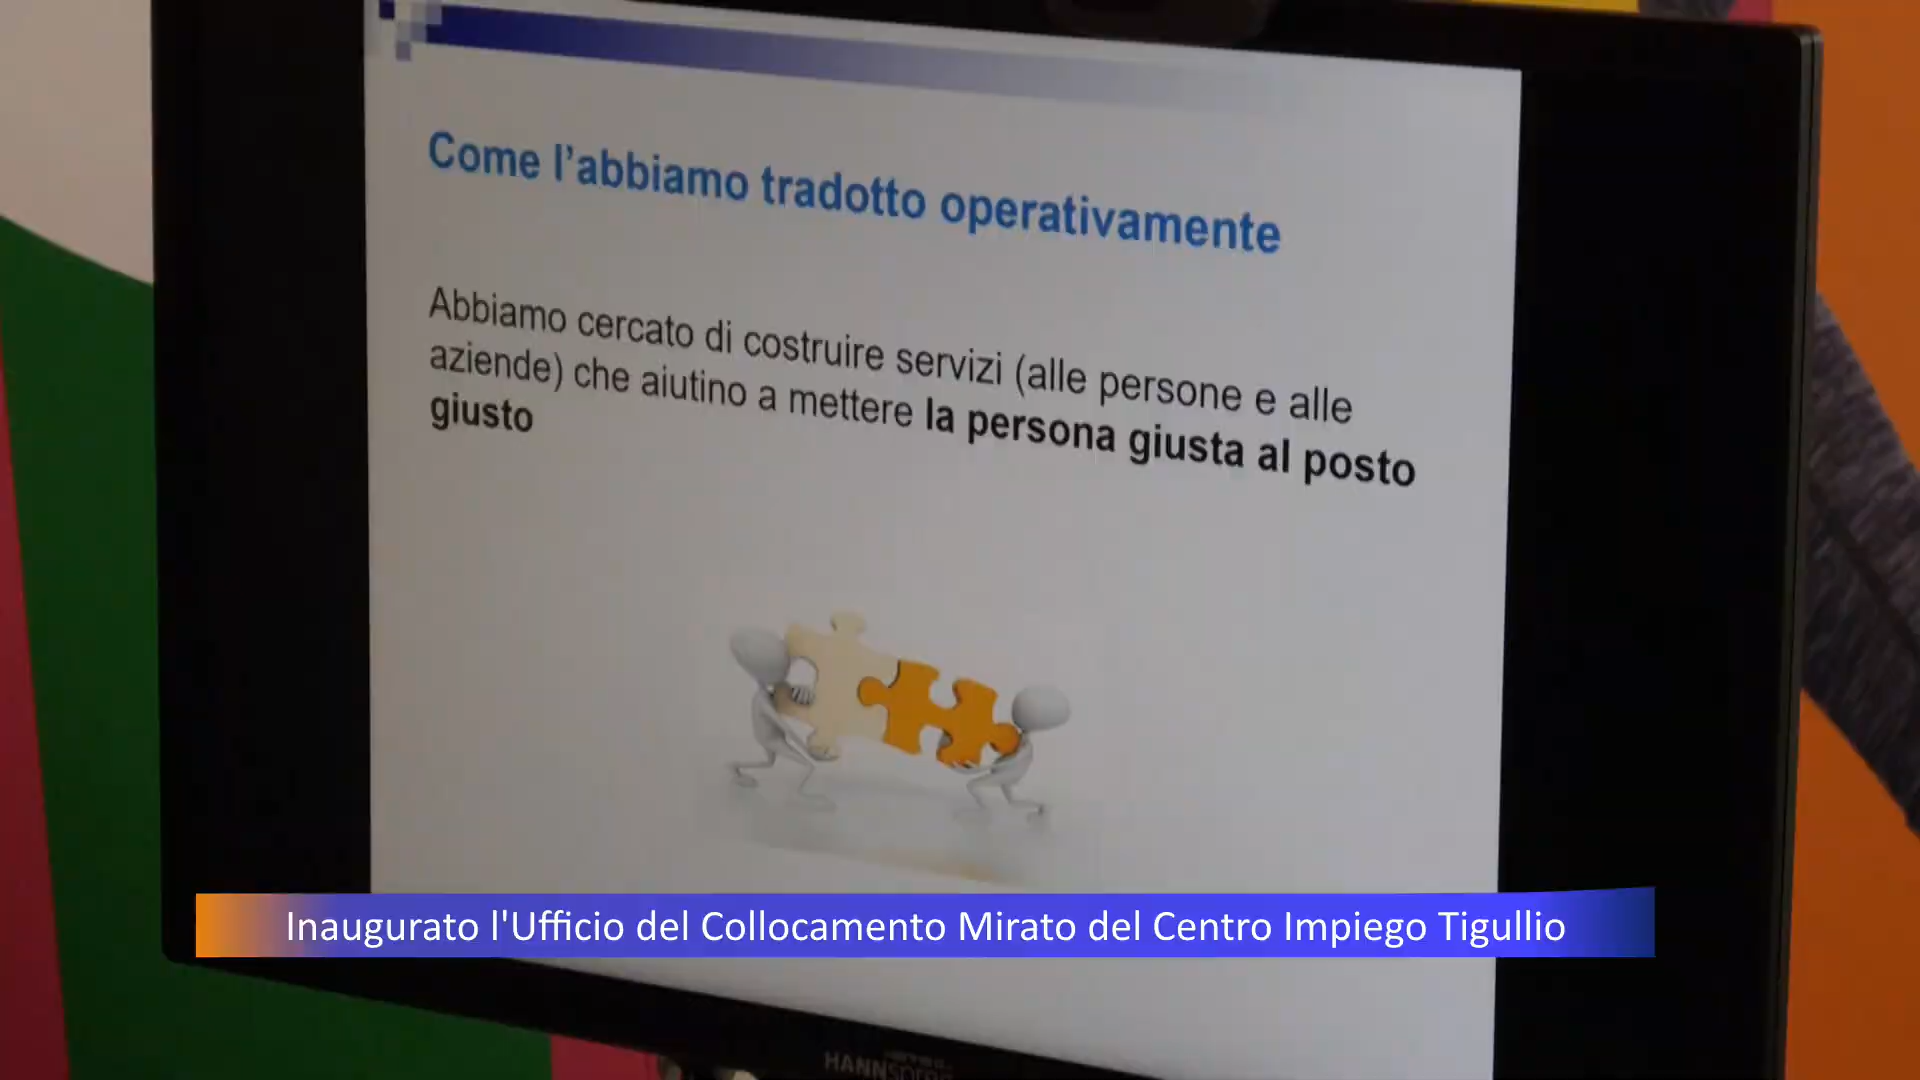 Come l'abbiamo tradotto operativamente
Abbiamo cercato di costruire servizi (alle persone e alle
aziende) che aiutino a mettere la persona giusta al posto
giusto
Inaugurato l'Ufficio del Collocamento Mirato del Centro Impiego Tigullio
HANNspree